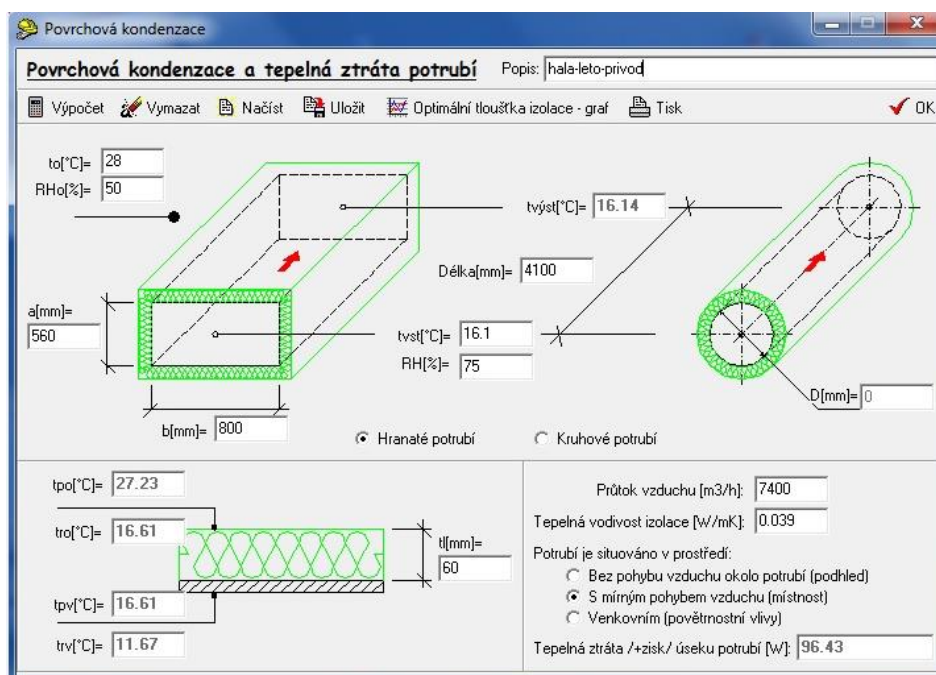 Povrchová kondenzace
Povrchová kondenzace a tepelná ztráta potrubí Popis: hala-leto-privod
Výpočet Vymazat Načíst Uložit Optimální tloušťka izolace - graf Tisk OK
to[°C]= 28
RHo[%]= 50
tvýst[°C]= 16.14
Délka[mm]= 4100
a[mm]=
560
tvst[°C]= 16.1
RH[%]= 75
D[mm]= 0
b[mm]= 800
Hranaté potrubí Kruhové potrubí
tpo[°C]= 27.23
tro[°C]= 16.61
tl[mm]=
60
tpv[°C]= 16.61
trv[°C]= 11.67
Průtok vzduchu [m3/h]: 7400
Tepelná vodivost izolace [W/mK]: 0.039
Potrubí je situováno v prostředí:
Bez pohybu vzduchu okolo potrubí (podhled)
S mírným pohybem vzduchu (místnost)
Venkovním (povětrnostní vlivy)
Tepelná ztráta /+zisk/ úseku potrubí [W]: 96.43